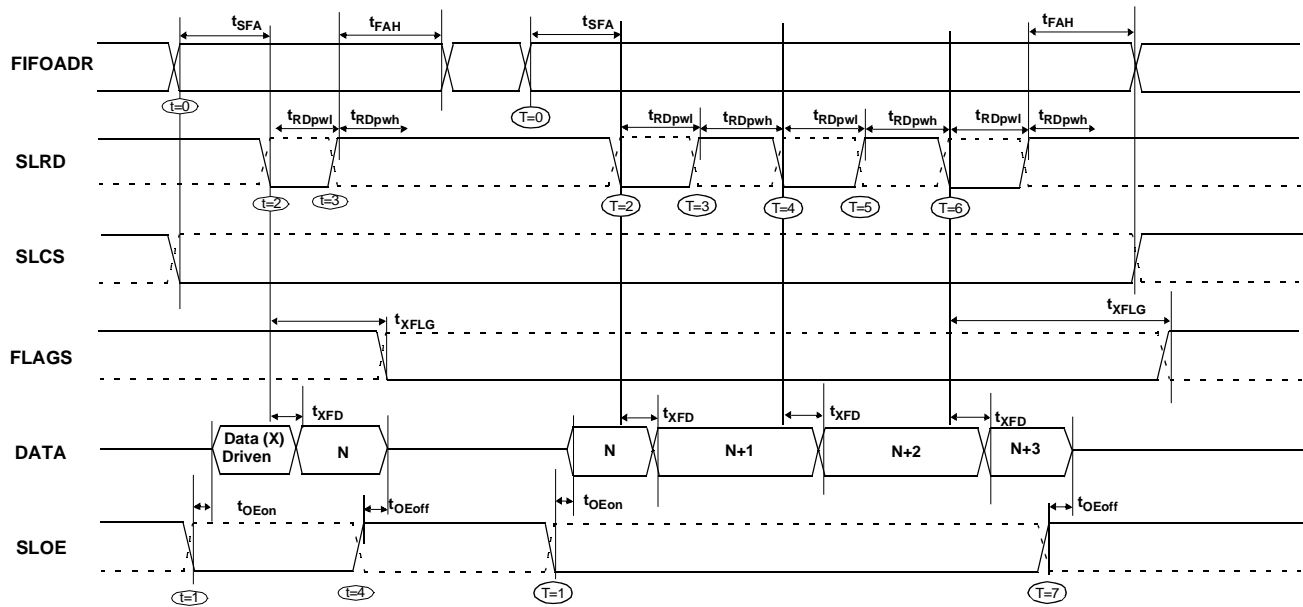 tSFA tFAH tSFA tFAH
FIFOADR
t=0 T=0
tRDpwl tRDpwh tRDpwl tRDpwh tRDpwl tRDpwh tRDpwl tRDpwh
SLRD
t=2 t=3 T=2 T=3 T=4 T=5 T=6
SLCS
tXFLG tXFLG
FLAGS
tXFD tXFD tXFD tXFD
DATA
Data (X)
Driven
N N N+1 N+2 N+3
tOEon tOEoff tOEon tOEoff
SLOE
t=1 t=4 T=1 T=7